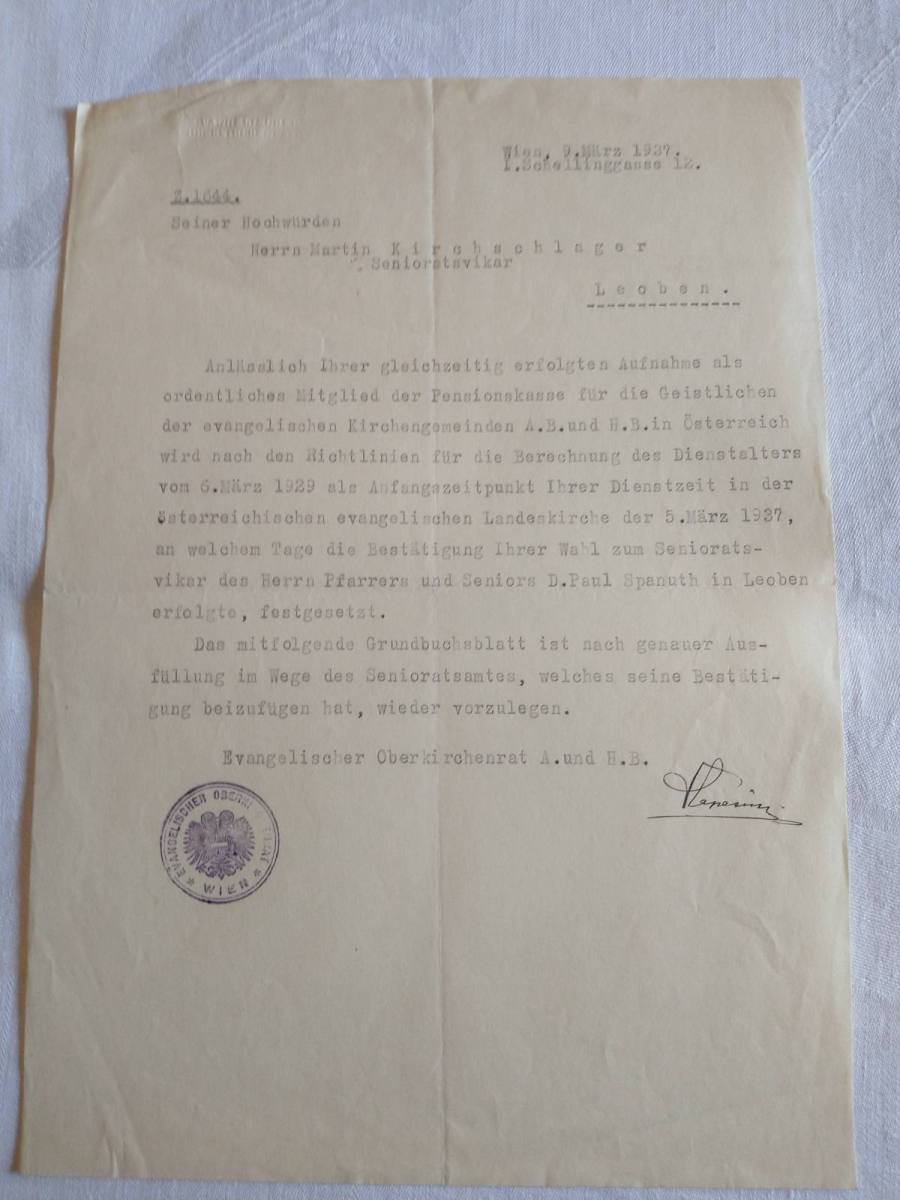 Wien, 9.März 1937.
I.Schellinggasse 12.
Z.1644.
Seiner Hochwürden
Herrn Martin K i r c h s c h l a g e r
Senioratsvikar
L e o b e n .
Anlässlich Ihrer gleichzeitig erfolgten Aufnahme als
ordentliches Mitglied der Pensionskasse für die Geistlichen
der evangelischen Kirchengemeinden A.B.und H.B.in Österreich
wird nach den Richtlinien für die Berechnung des Dienstalters
vom 6.März 1929 als Anfangszeitpunkt Ihrer Dienstzeit in der
österreichischen evangelischen Landeskirche der 5.März 1937,
an welchem Tage die Bestätigung Ihrer Wahl zum Seniorats-
vikar des Herrn Pfarrers und Seniors D.Paul Spanuth in Leoben
erfolgte, festgesetzt.
Das mitfolgende Grundbuchsblatt ist nach genauer Aus-
füllung im Wege des Senioratsamtes, welches seine Bestäti-
gung beizufügen hat, wieder vorzulegen.
Evangelischer Oberkirchenrat A.und H.B.
EVANGELISCHER
WIEN